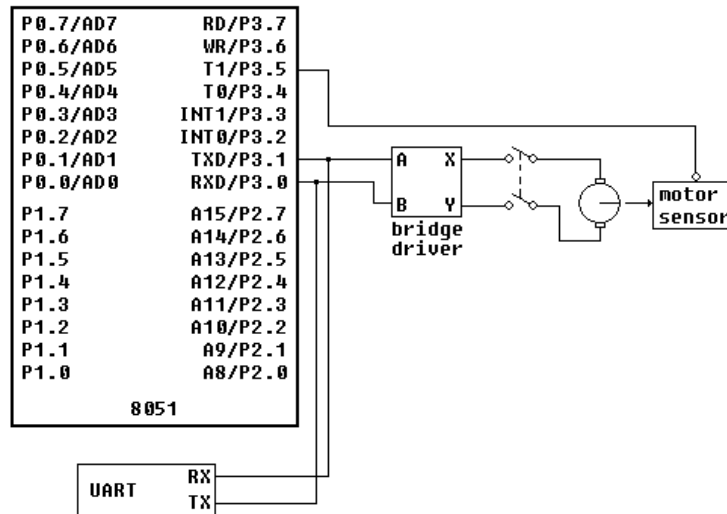 P0.7/AD7 RD/P3.7
P0.6/AD6 WR/P3.6
P0.5/AD5 T1/P3.5
P0.4/AD4 T0/P3.4
P0.3/AD3 INT1/P3.3
P0.2/AD2 INT0/P3.2
P0.1/AD1 TXD/P3.1
P0.0/AD0 RXD/P3.0
P1.7 A15/P2.7
P1.6 A14/P2.6
P1.5 A13/P2.5
P1.4 A12/P2.4
P1.3 A11/P2.3
P1.2 A10/P2.2
P1.1 A9/P2.1
P1.0 A8/P2.0
8051
A X
B Y
bridge
driver
motor
sensor
UART
RX
TX